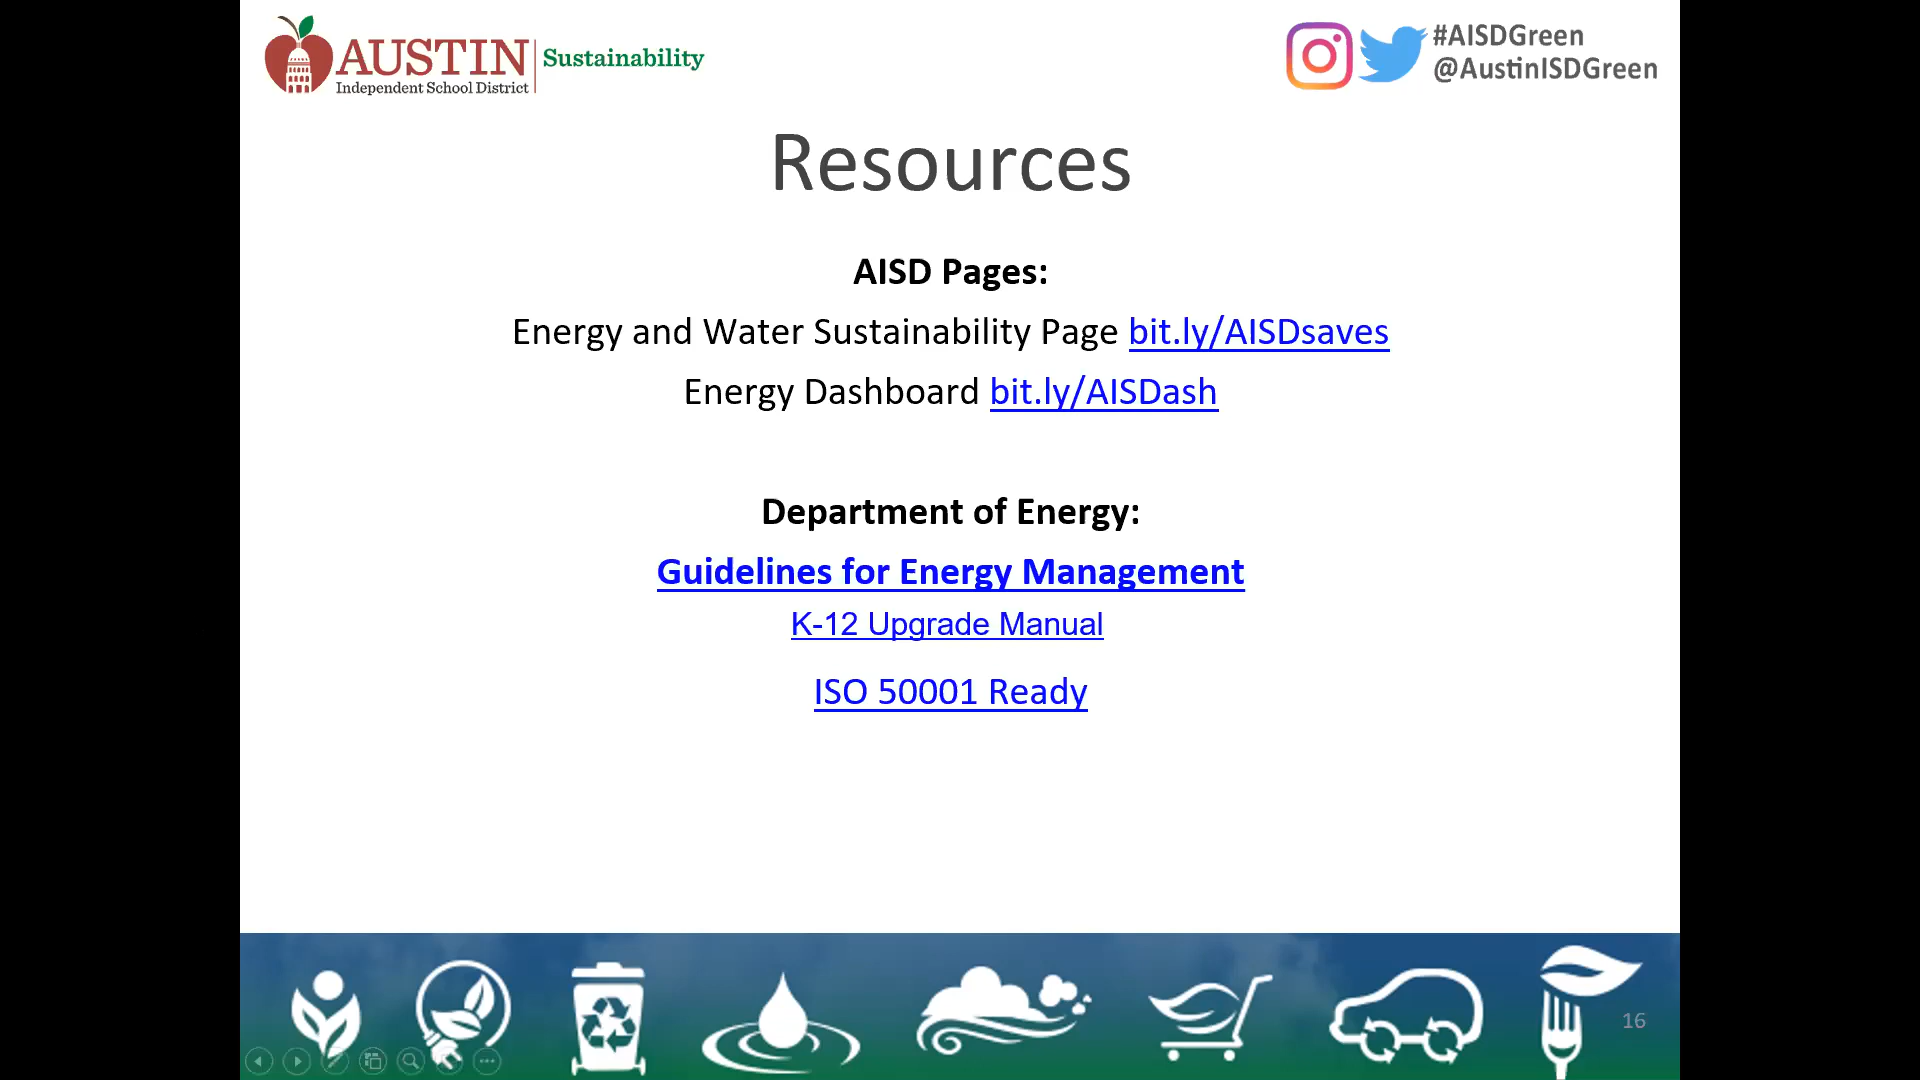 AUSTIN
Independent School District
Sustainability
#AISDGreen
@AustinISDGreen
Resources
AISD Pages:
Energy and Water Sustainability Page bit.ly/AISDsaves
Energy Dashboard bit.ly/AISDash
Department of Energy:
Guidelines for Energy Management
K-12 Upgrade Manual
ISO 50001 Ready
16